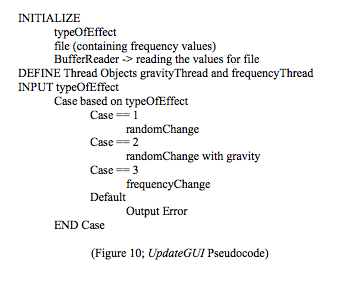 INITIALIZE
typeOfEffect
file (containing frequency values)
BufferReader -> reading the values for file
DEFINE Thread Objects gravityThread and frequencyThread
INPUT typeOfEffect
Case based on typeOfEffect
Case == 1
randomChange
Case == 2
randomChange with gravity
Case == 3
frequencyChange
Default
Output Error
END Case
(Figure 10; UpdateGUI Pseudocode)